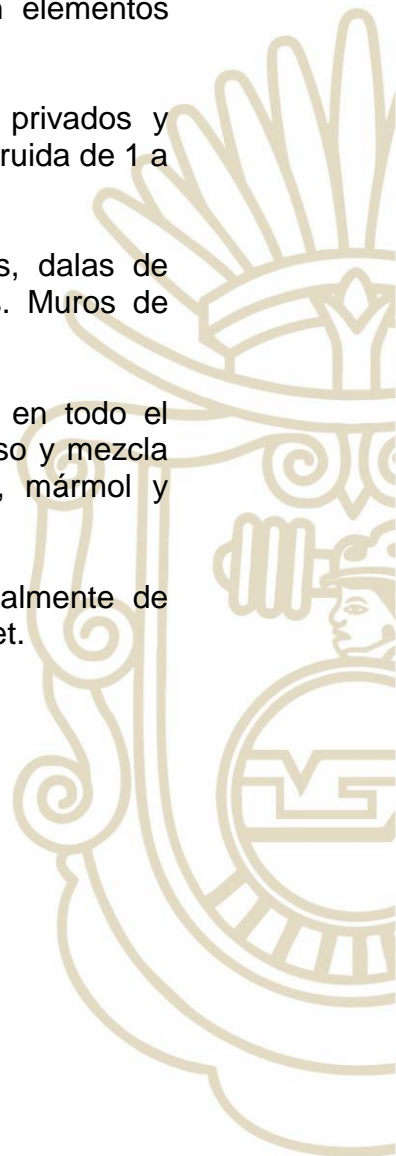 elementos
privados y
ruida de 1 a
s, dalas de
. Muros de
en todo el
so y mezcla
, mármol y
almente de
et.